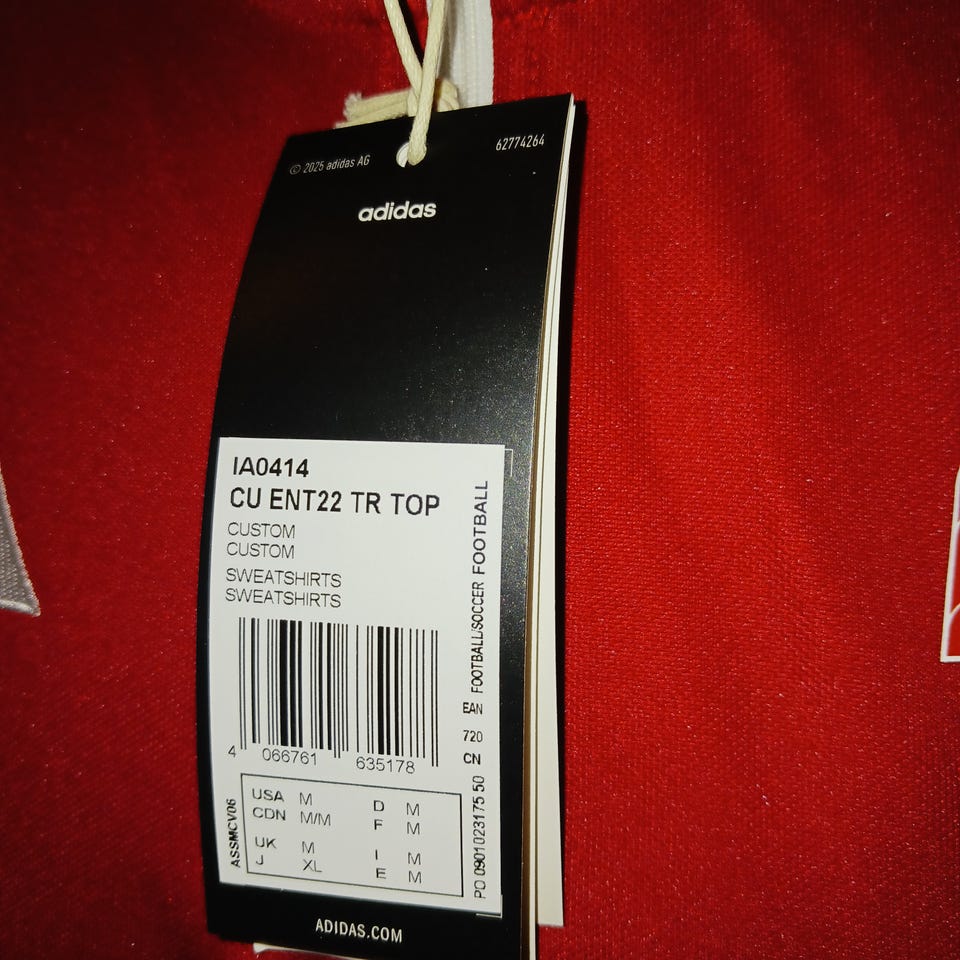 © 2025 adidas AG
62774264
adidas
IA0414
CU ENT22 TR TOP
CUSTOM
CUSTOM
SWEATSHIRTS
SWEATSHIRTS
FOOTBALL/SOCCER FOOTBALL
EAN
720
CN
4 066761 635178
USA M D M
CDN M/M F M
UK M I M
J XL E M
ASSMCV06
PO 0901023175 50
ADIDAS.COM